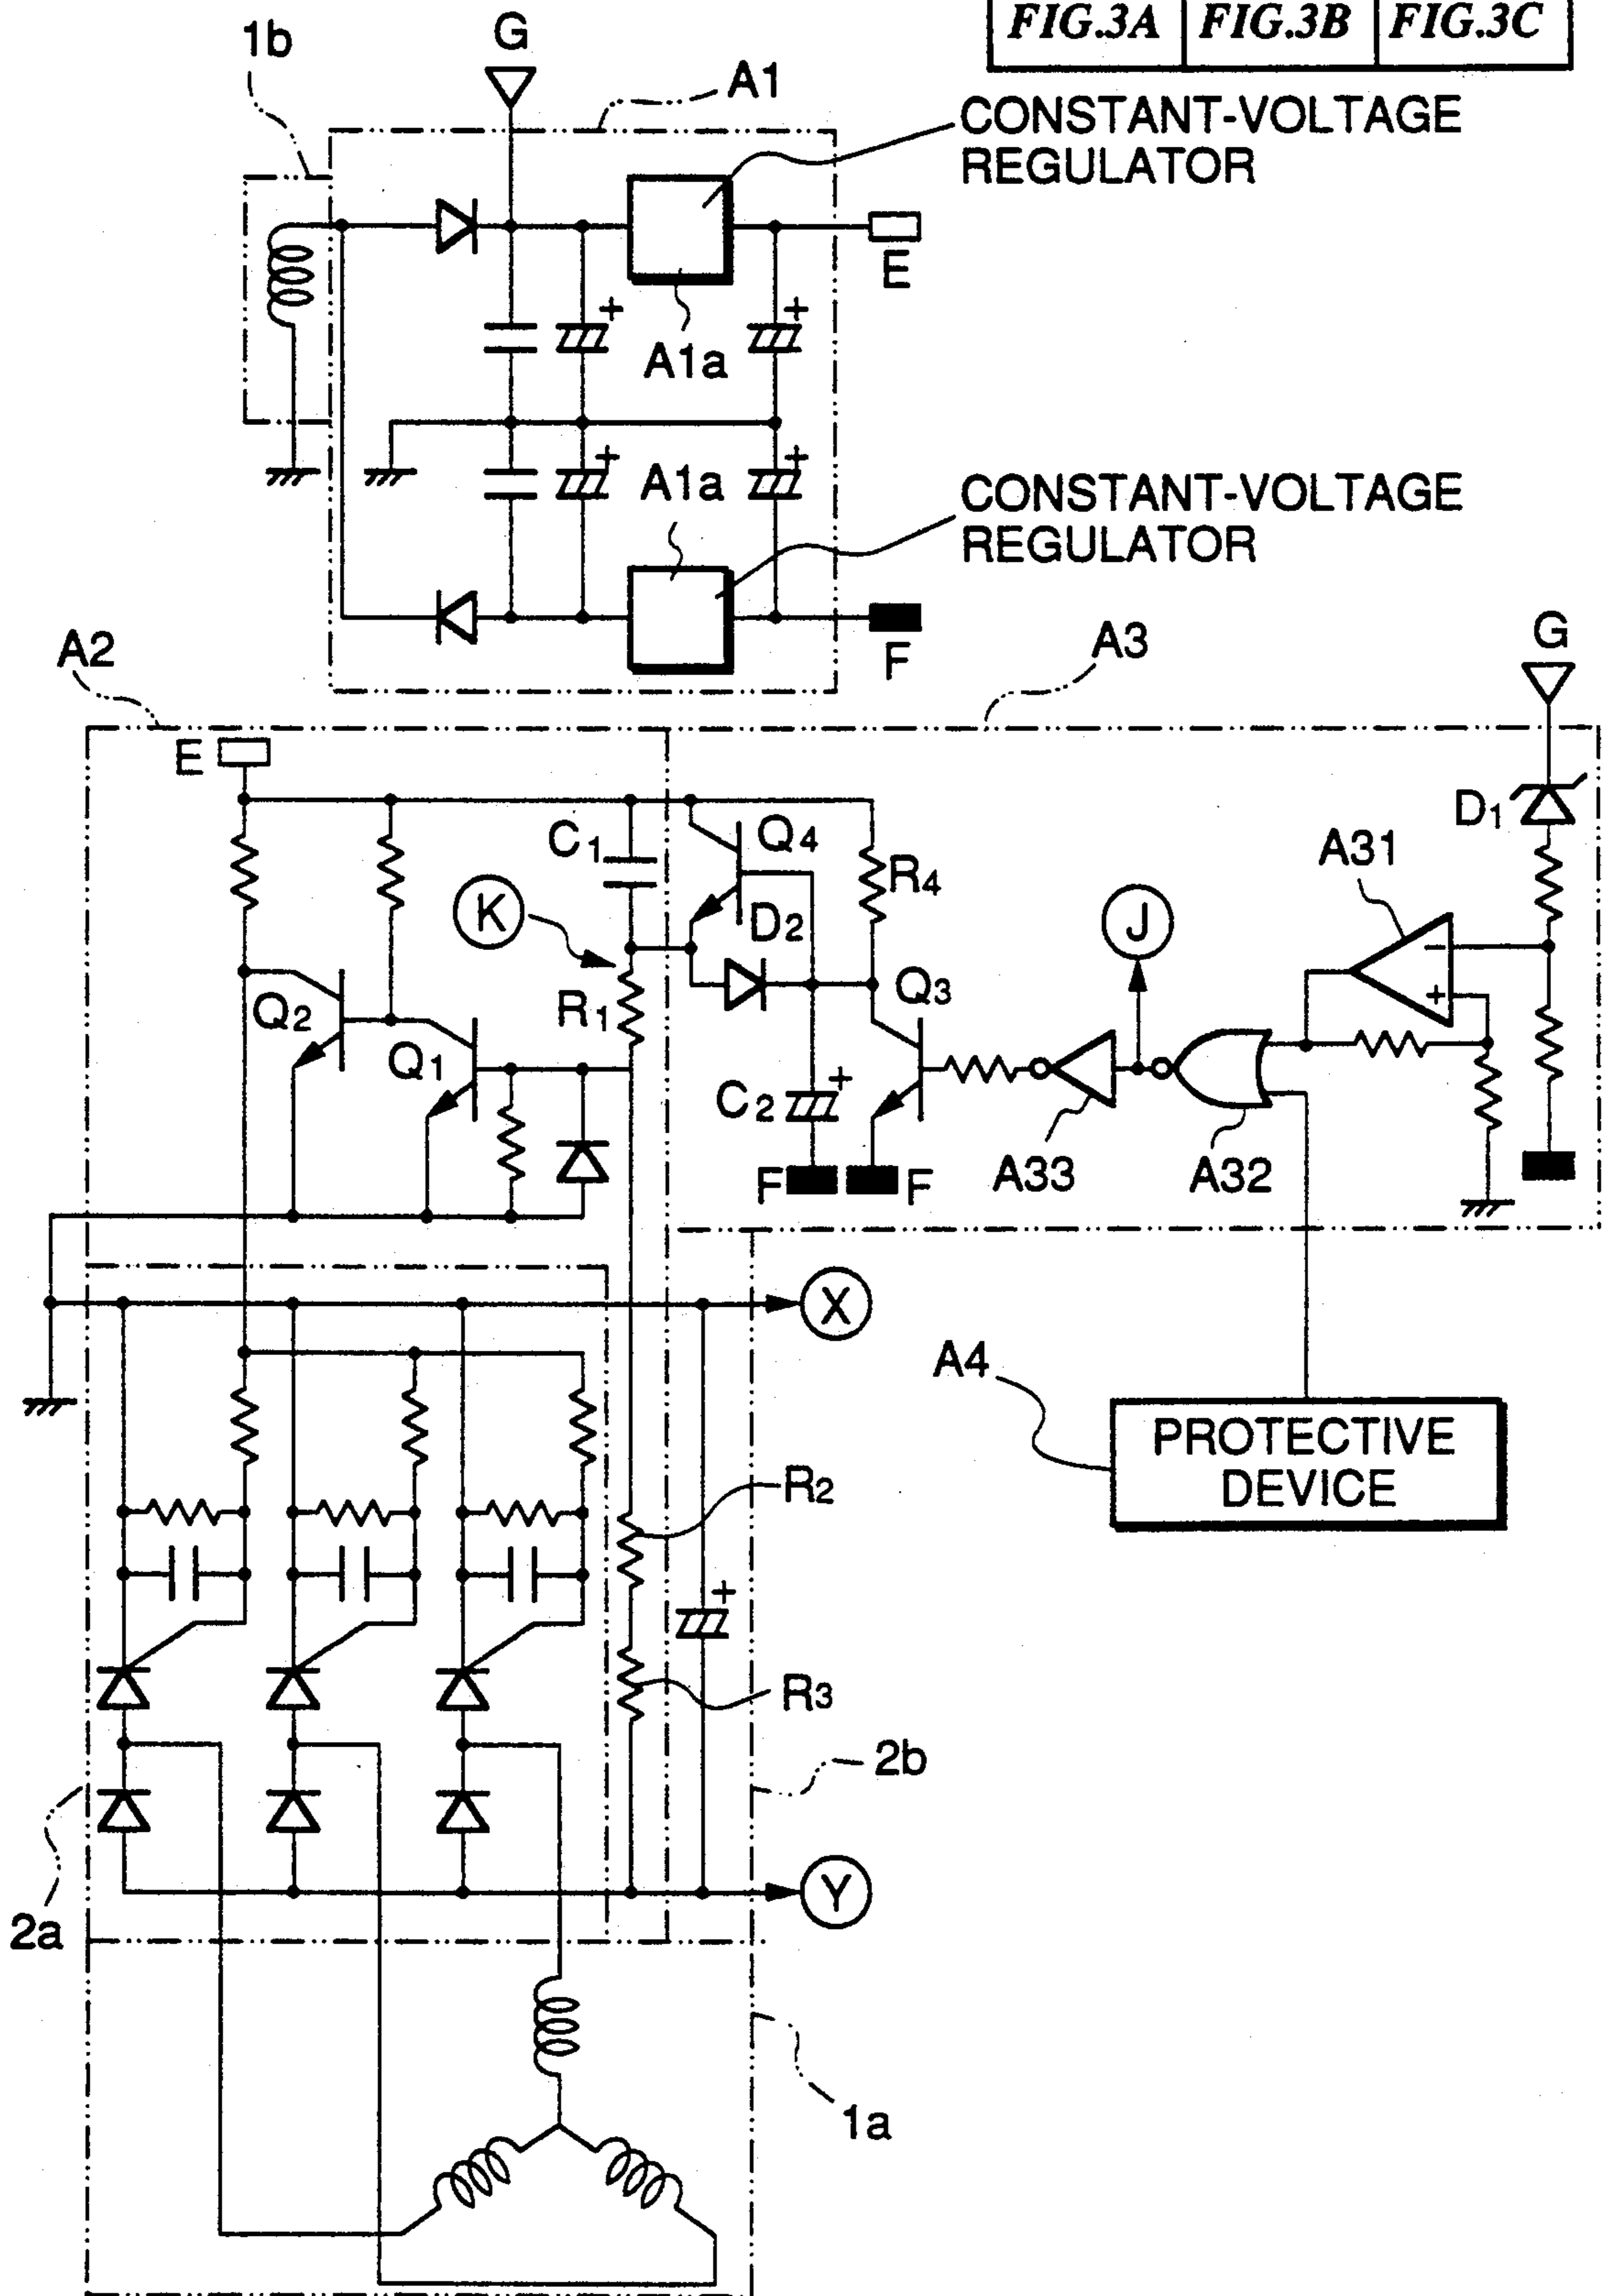 FIG.3A FIG.3B FIG.3C
1b
G
A1
CONSTANT-VOLTAGE
REGULATOR
E
+
+
A1a
+
+
A1a
CONSTANT-VOLTAGE
REGULATOR
F
A2
A3
G
E
D1
C1
Q4
A31
R4
K
D2
J
−
+
Q2
R1
Q3
Q1
C2
+
F
F
A33
A32
X
A4
PROTECTIVE
DEVICE
R2
+
R3
2b
2a
Y
1a